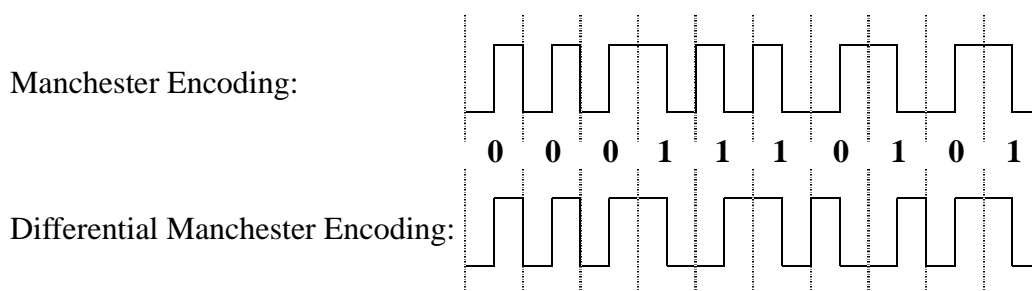 Manchester Encoding:
0 0 0 1 1 1 0 1 0 1
Differential Manchester Encoding: